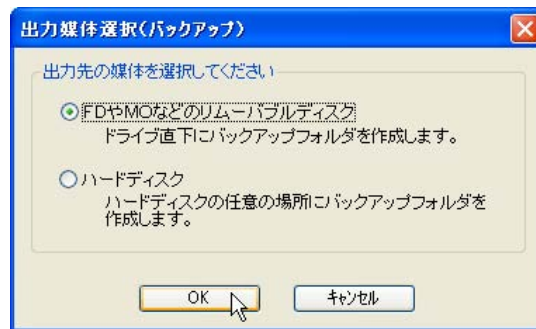 出力媒体選択(バックアップ)
出力先の媒体を選択してください
FDやMOなどのリムーバブルディスク
ドライブ直下にバックアップフォルダを作成します。
ハードディスク
ハードディスクの任意の場所にバックアップフォルダを
作成します。
OK
キャンセル